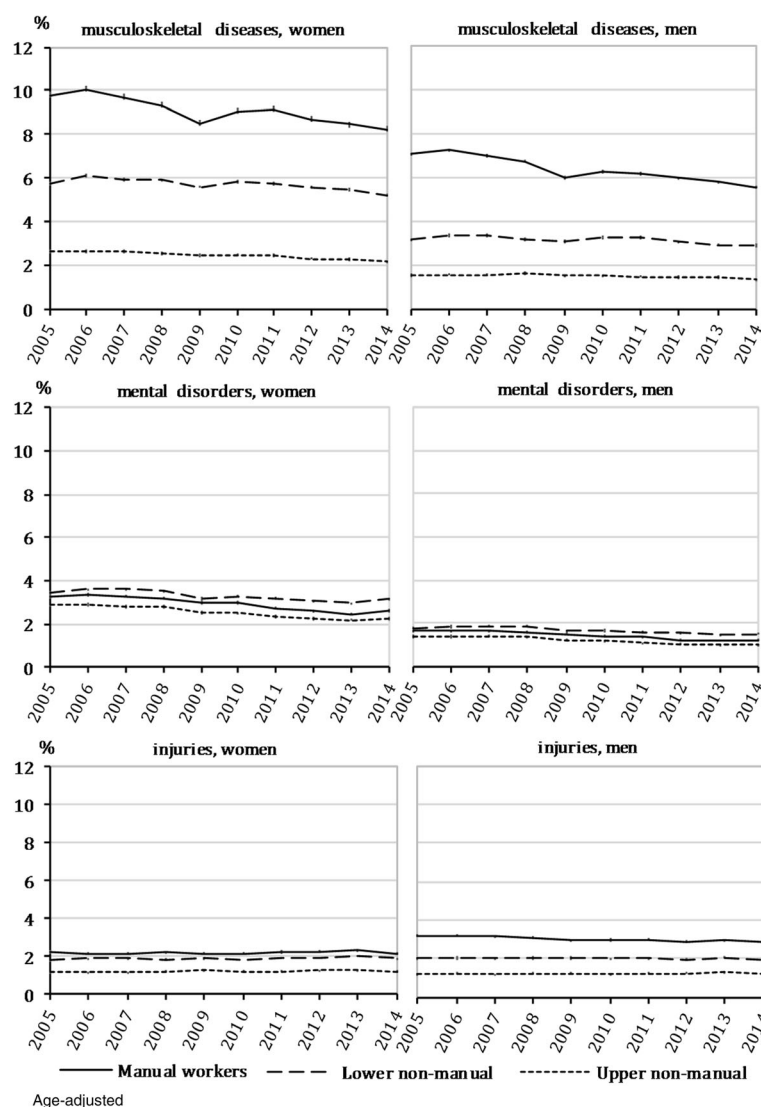 % musculoskeletal diseases, women musculoskeletal diseases, men
12
10
8
6
4
2
0
2005 2006 2007 2008 2009 2010 2011 2012 2013 2014 2005 2006 2007 2008 2009 2010 2011 2012 2013 2014
% mental disorders, women mental disorders, men
12
10
8
6
4
2
0
2005 2006 2007 2008 2009 2010 2011 2012 2013 2014 2005 2006 2007 2008 2009 2010 2011 2012 2013 2014
% injuries, women injuries, men
12
10
8
6
4
2
0
2005 2006 2007 2008 2009 2010 2011 2012 2013 2014 2005 2006 2007 2008 2009 2010 2011 2012 2013 2014
Manual workers Lower non-manual Upper non-manual
Age-adjusted